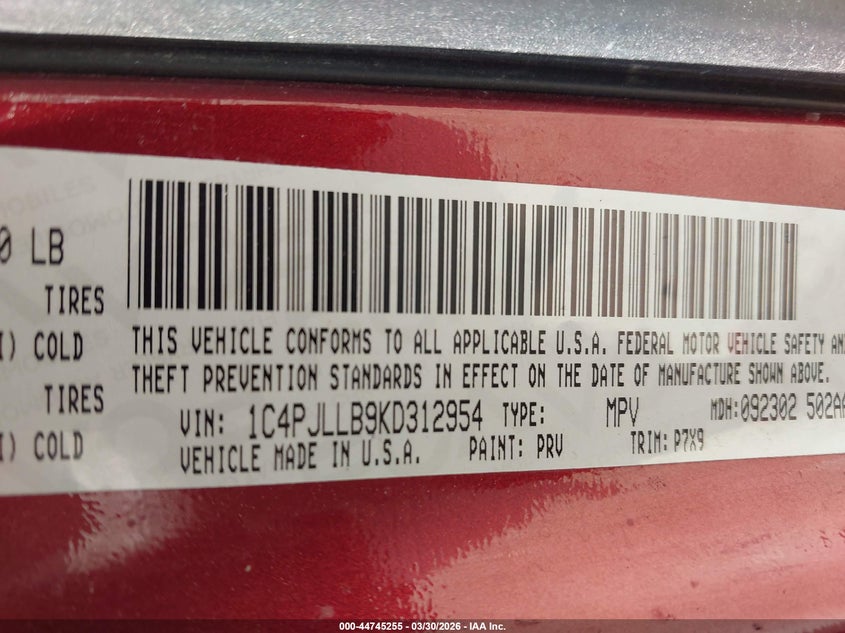 0 LB
TIRES
I) COLD
TIRES
I) COLD
THIS VEHICLE CONFORMS TO ALL APPLICABLE U.S.A. FEDERAL MOTOR VEHICLE SAFETY AN
THEFT PREVENTION STANDARDS IN EFFECT ON THE DATE OF MANUFACTURE SHOWN ABOVE.
VIN: 1C4PJLLB9KD312954 TYPE: MPV MDH:092302 502AA
VEHICLE MADE IN U.S.A. PAINT: PRV TRIM: P7X9
000-44745255 - 03/30/2026 - IAA Inc.